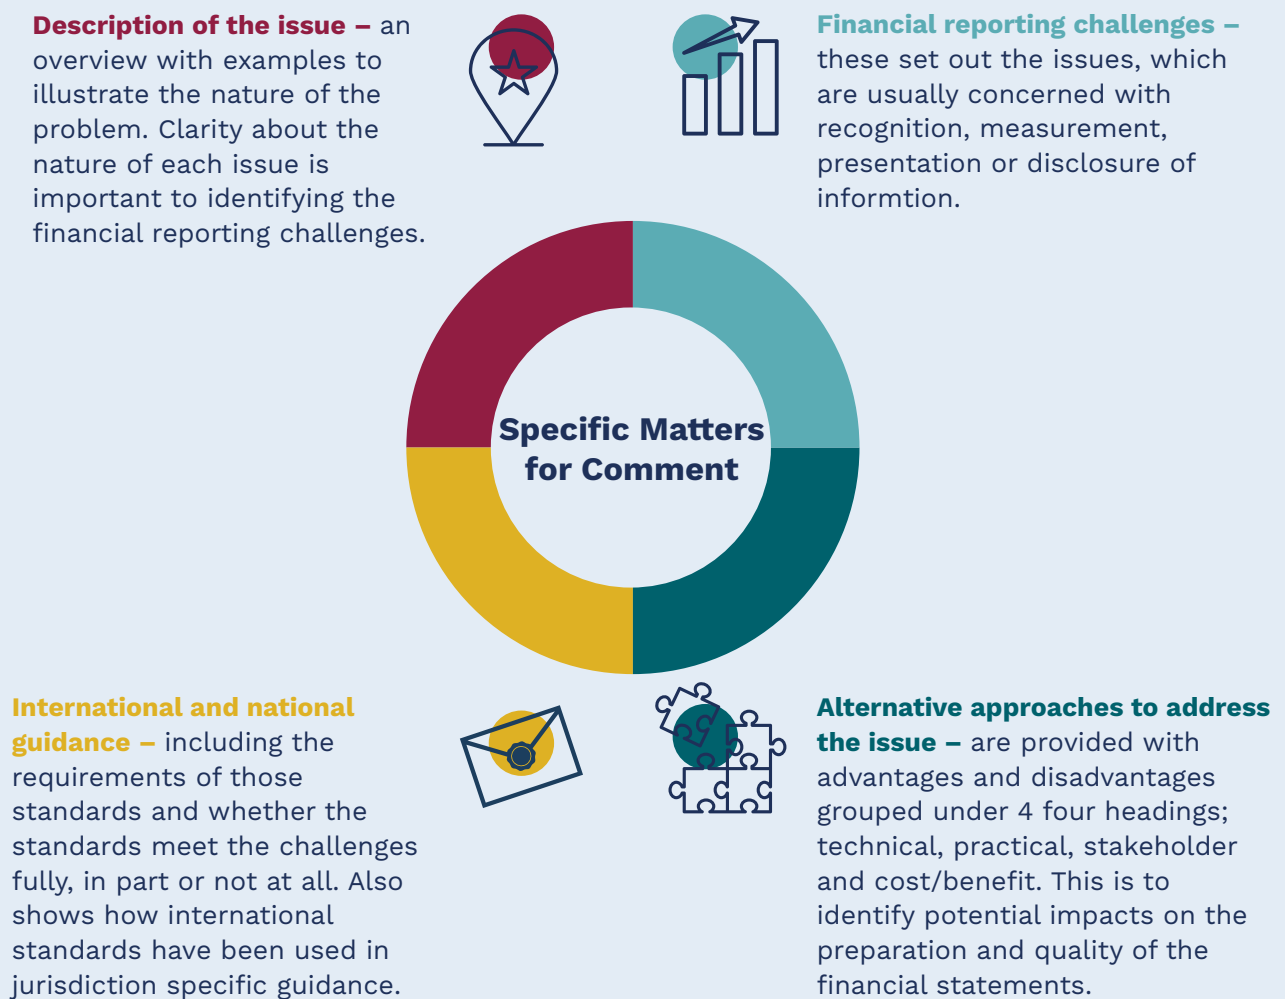 Description of the issue – an
overview with examples to
illustrate the nature of the
problem. Clarity about the
nature of each issue is
important to identifying the
financial reporting challenges.
Financial reporting challenges –
these set out the issues, which
are usually concerned with
recognition, measurement,
presentation or disclosure of
informtion.
Specific Matters
for Comment
International and national
guidance – including the
requirements of those
standards and whether the
standards meet the challenges
fully, in part or not at all. Also
shows how international
standards have been used in
jurisdiction specific guidance.
Alternative approaches to address
the issue – are provided with
advantages and disadvantages
grouped under 4 four headings;
technical, practical, stakeholder
and cost/benefit. This is to
identify potential impacts on the
preparation and quality of the
financial statements.